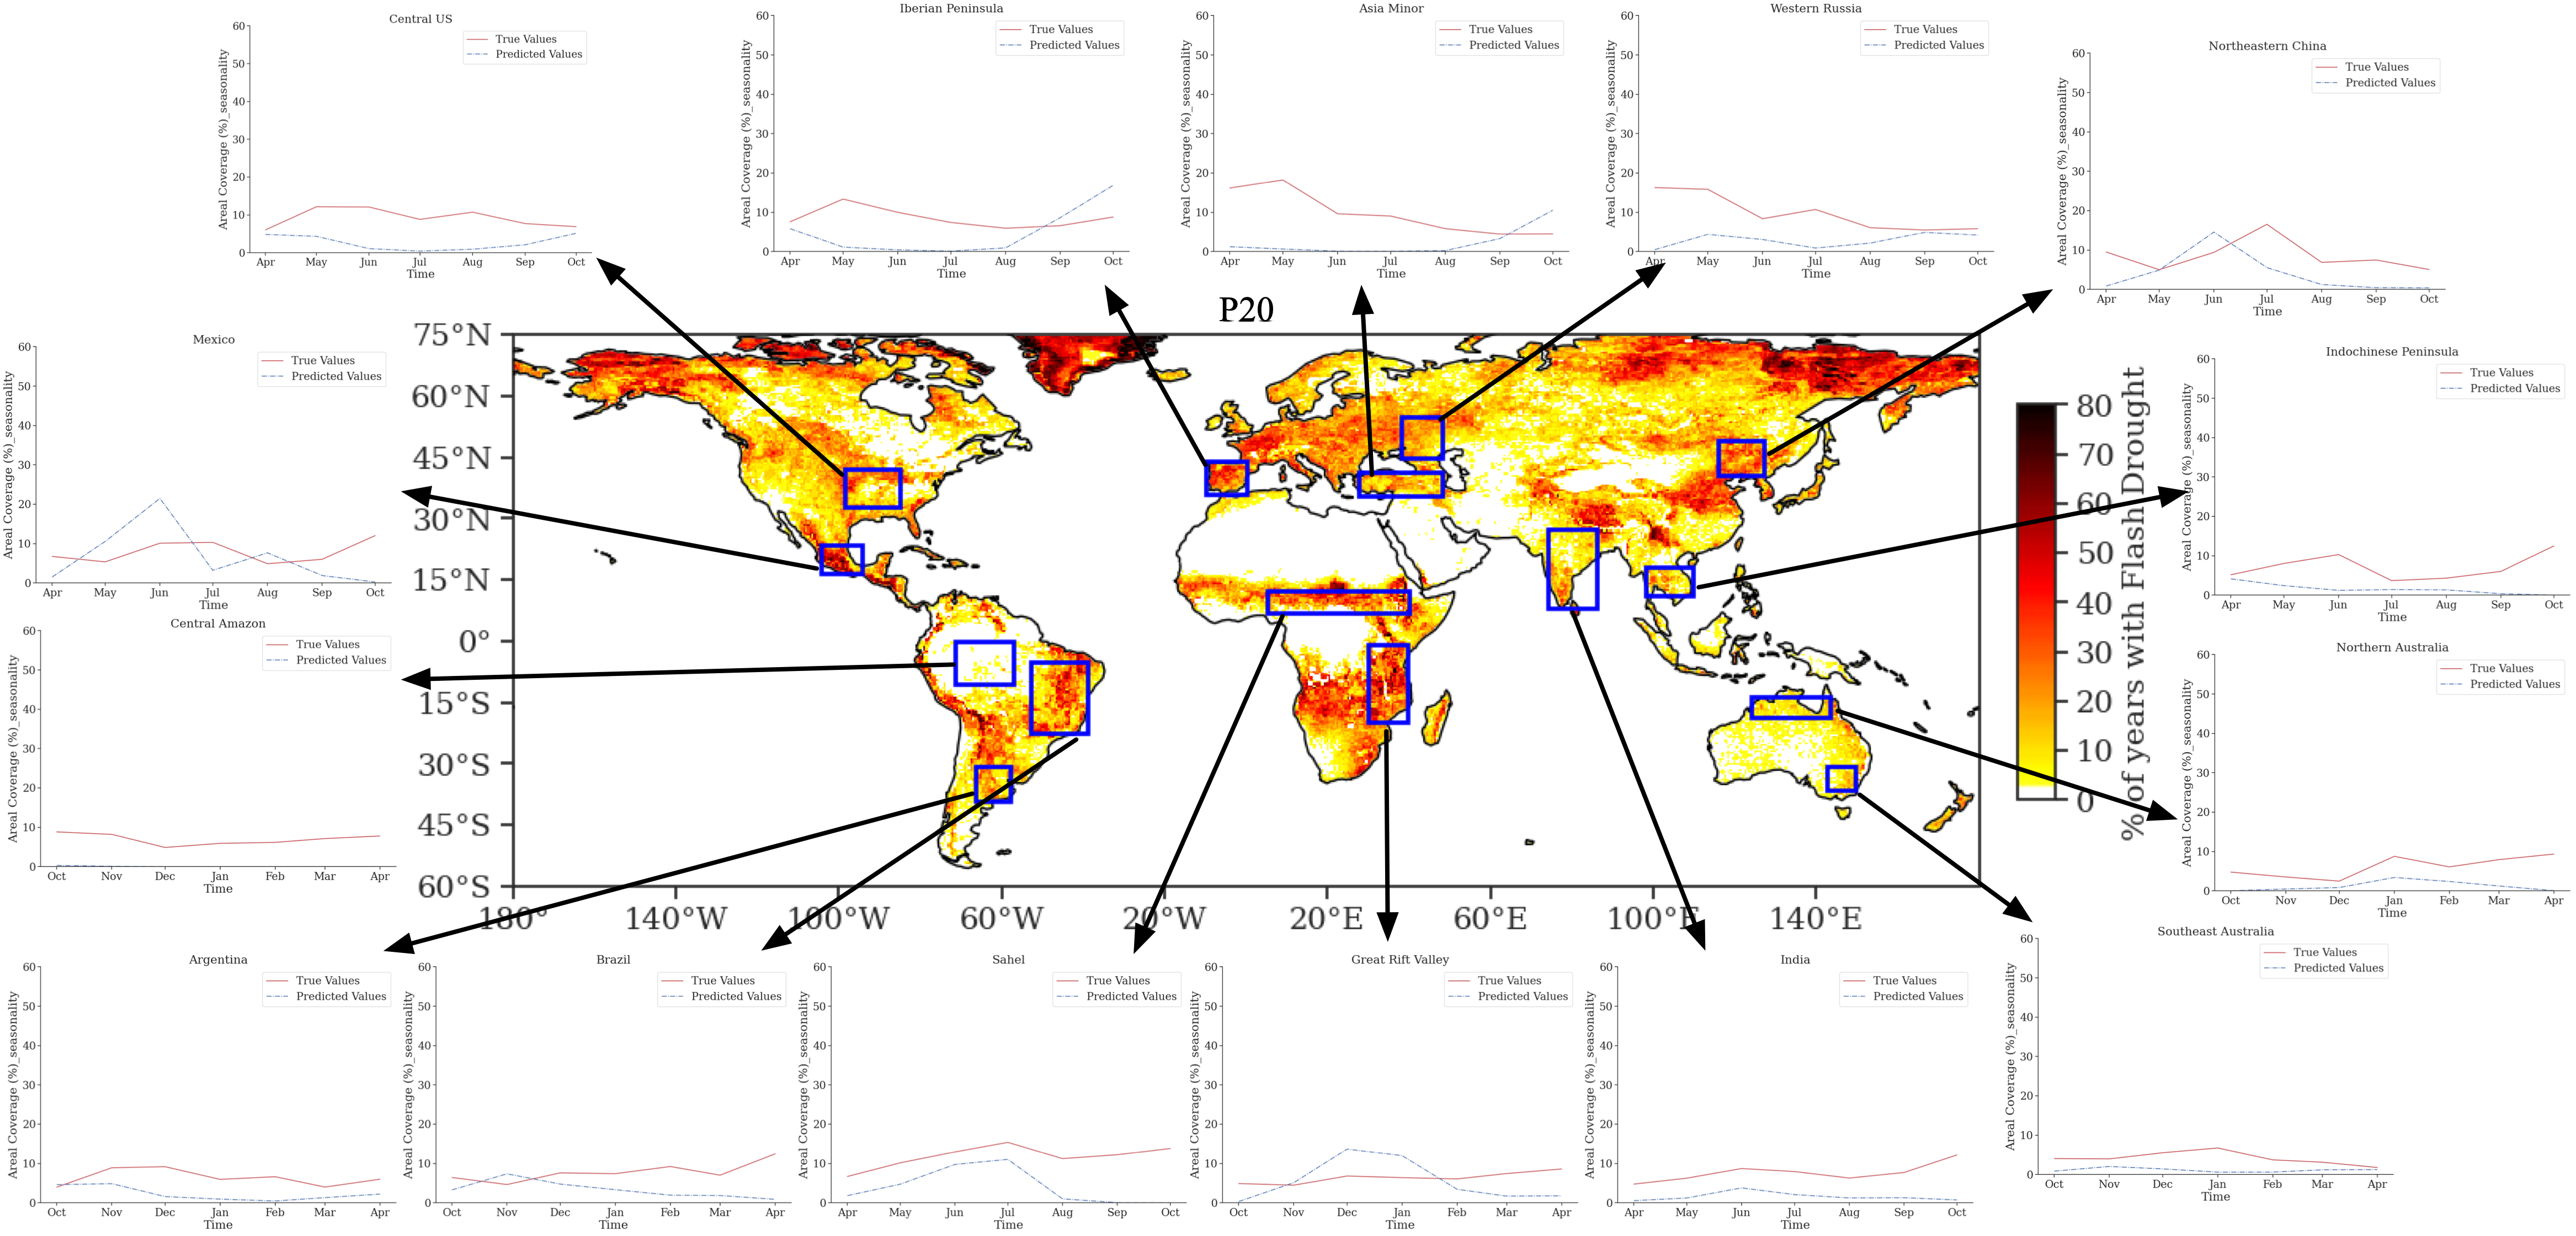 Central US
Areal Coverage (%)_seasonality
60
50
40
30
20
10
0
True Values
Predicted Values
Apr May Jun Jul Aug Sep Oct
Time
Iberian Peninsula
Areal Coverage (%)_seasonality
60
50
40
30
20
10
0
True Values
Predicted Values
Apr May Jun Jul Aug Sep Oct
Time
Asia Minor
Areal Coverage (%)_seasonality
60
50
40
30
20
10
0
True Values
Predicted Values
Apr May Jun Jul Aug Sep Oct
Time
Western Russia
Areal Coverage (%)_seasonality
60
50
40
30
20
10
0
True Values
Predicted Values
Apr May Jun Jul Aug Sep Oct
Time
Northeastern China
Areal Coverage (%)_seasonality
60
50
40
30
20
10
0
True Values
Predicted Values
Apr May Jun Jul Aug Sep Oct
Time
Mexico
Areal Coverage (%)_seasonality
60
50
40
30
20
10
0
True Values
Predicted Values
Apr May Jun Jul Aug Sep Oct
Time
P20
75°N
60°N
45°N
30°N
15°N
0°
15°S
30°S
45°S
60°S
180° 140°W 100°W 60°W 20°W 20°E 60°E 100°E 140°E
80
70
60
50
40
30
20
10
0
% of years with Flash Drought
Indochinese Peninsula
Areal Coverage (%)_seasonality
60
50
40
30
20
10
0
True Values
Predicted Values
Apr May Jun Jul Aug Sep Oct
Time
Central Amazon
Areal Coverage (%)_seasonality
60
50
40
30
20
10
0
True Values
Predicted Values
Oct Nov Dec Jan Feb Mar Apr
Time
Northern Australia
Areal Coverage (%)_seasonality
60
50
40
30
20
10
0
True Values
Predicted Values
Oct Nov Dec Jan Feb Mar Apr
Time
Argentina
Areal Coverage (%)_seasonality
60
50
40
30
20
10
0
True Values
Predicted Values
Oct Nov Dec Jan Feb Mar Apr
Time
Brazil
Areal Coverage (%)_seasonality
60
50
40
30
20
10
0
True Values
Predicted Values
Oct Nov Dec Jan Feb Mar Apr
Time
Sahel
Areal Coverage (%)_seasonality
60
50
40
30
20
10
0
True Values
Predicted Values
Apr May Jun Jul Aug Sep Oct
Time
Great Rift Valley
Areal Coverage (%)_seasonality
60
50
40
30
20
10
0
True Values
Predicted Values
Oct Nov Dec Jan Feb Mar Apr
Time
India
Areal Coverage (%)_seasonality
60
50
40
30
20
10
0
True Values
Predicted Values
Apr May Jun Jul Aug Sep Oct
Time
Southeast Australia
Areal Coverage (%)_seasonality
60
50
40
30
20
10
0
True Values
Predicted Values
Oct Nov Dec Jan Feb Mar Apr
Time